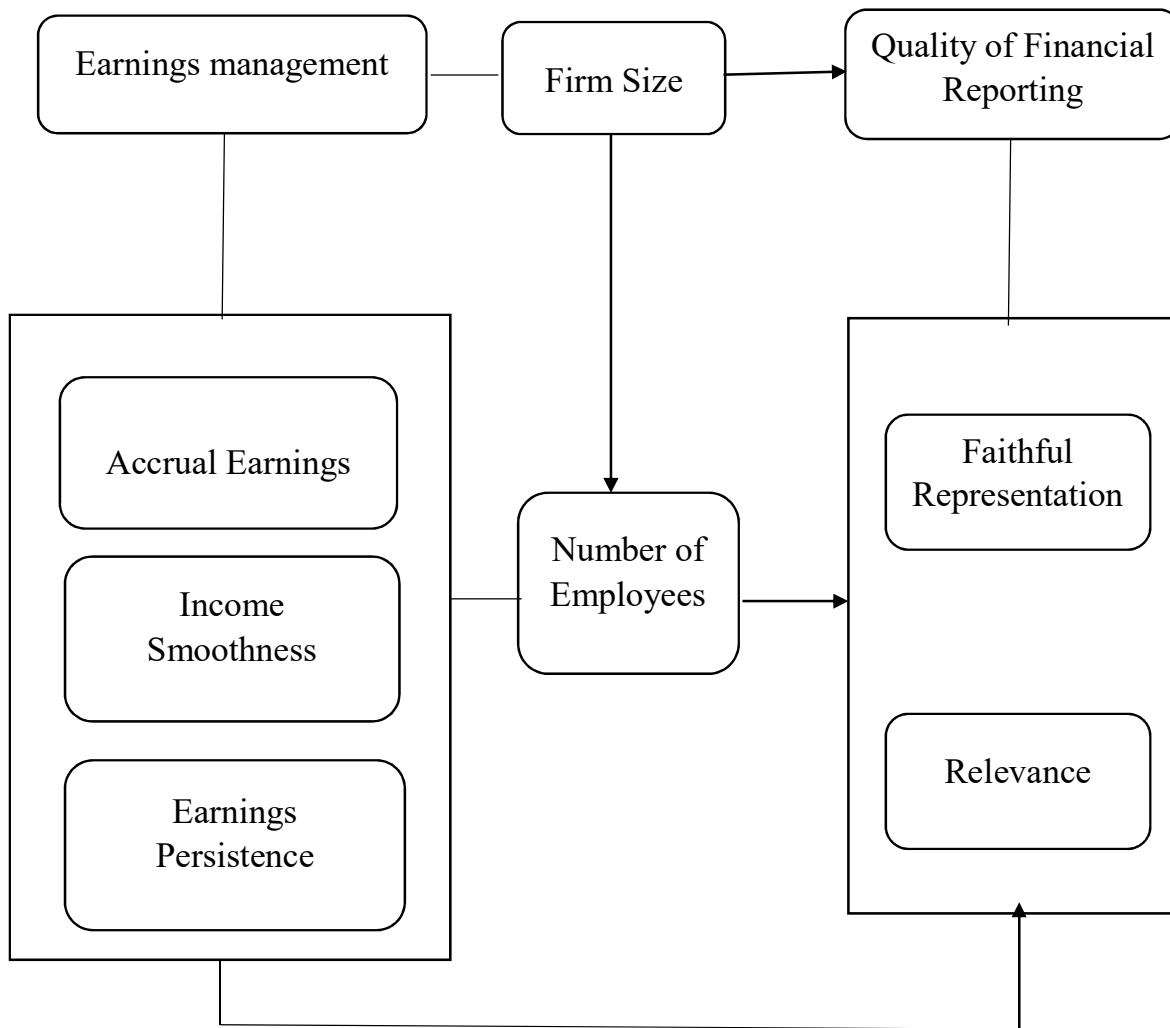 Earnings management
Firm Size
Quality of Financial
Reporting
Accrual Earnings
Income
Smoothness
Earnings
Persistence
Number of
Employees
Faithful
Representation
Relevance